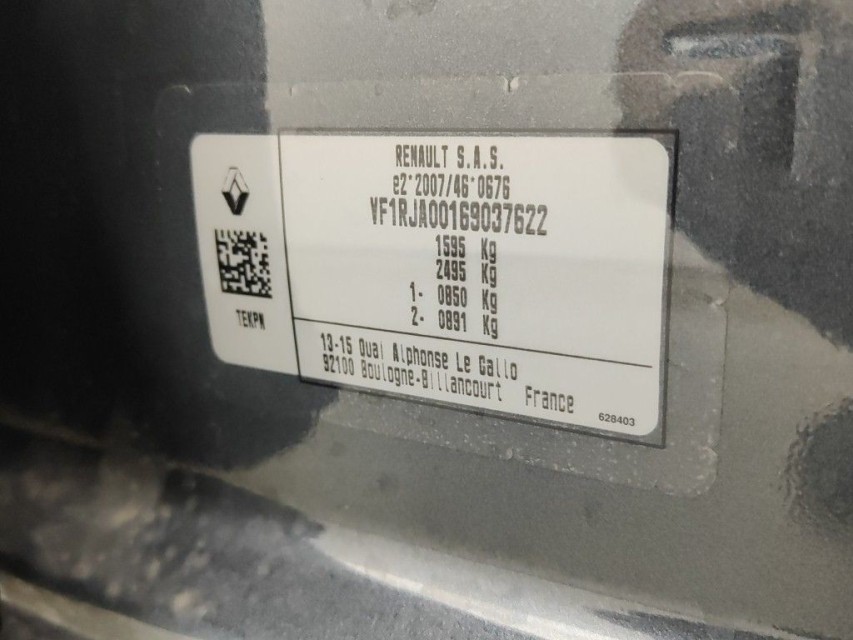 RENAULT S.A.S.
e2*2007/46*0676
VF1RJA00169037622
1595 Kg
2495 Kg
1- 0850 Kg
2- 0891 Kg
TEKPN
13-15 Quai Alphonse Le Gallo
92100 Boulogne-Billancourt France
628403